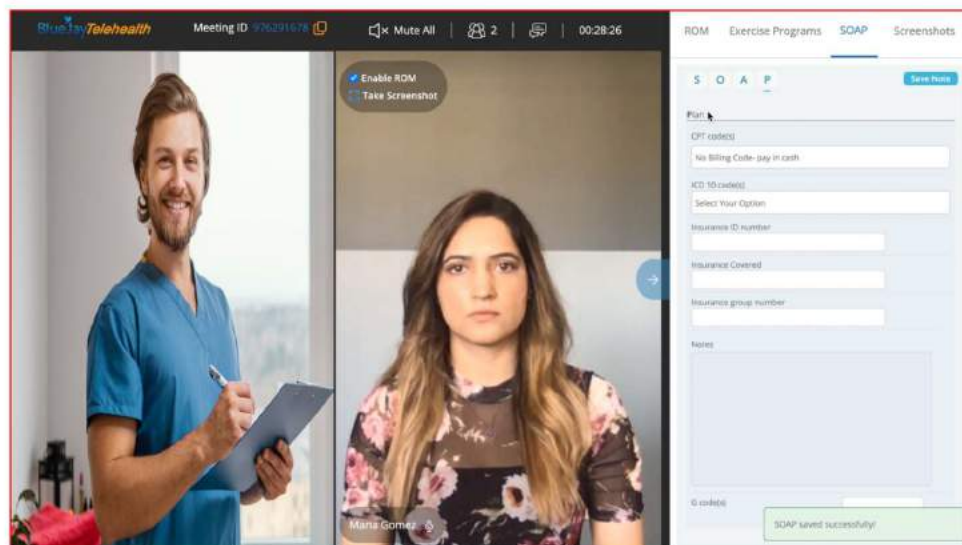 BlueJayTelehealth
Meeting ID 976291678
Mute All
2
00:28:26
ROM Exercise Programs SOAP Screenshots
Enable ROM
Take Screenshot
S O A P
Save Note
Plan
CPT code(s)
No Billing Code- pay in cash
ICD 10 code(s)
Select Your Option
Insurance ID number
Insurance Covered
Insurance group number
Notes
G code(s)
Maria Gomez
SOAP saved successfully!